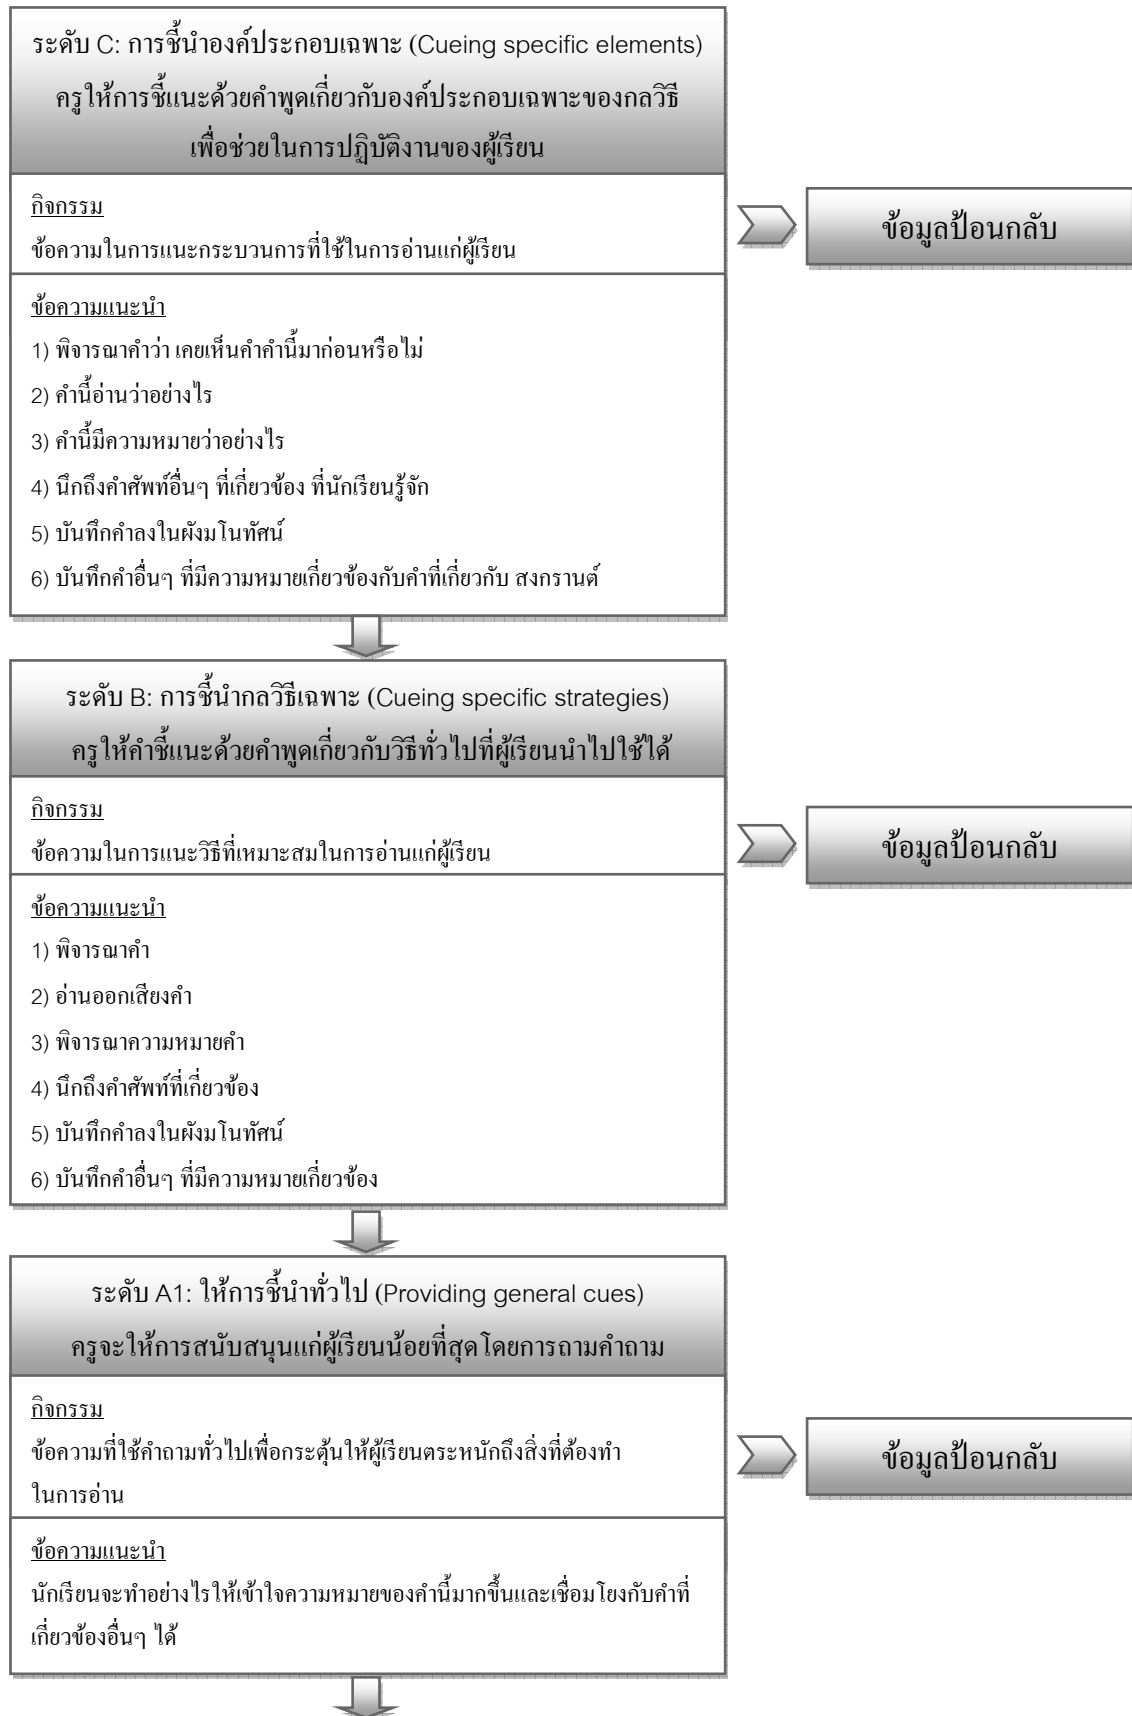 ระดับ C: การชี้นำองค์ประกอบเฉพาะ (Cueing specific elements)
ครูให้การชี้แนะด้วยคำพูดเกี่ยวกับองค์ประกอบเฉพาะของกลวิธี
เพื่อช่วยในการปฏิบัติงานของผู้เรียน
กิจกรรม
ข้อความในการแนะกระบวนการที่ใช้ในการอ่านแก่ผู้เรียน
ข้อมูลป้อนกลับ
ข้อความแนะนำ
1) พิจารณาคำว่า เคยเห็นคำคำนี้มาก่อนหรือไม่
2) คำนี้อ่านว่าอย่างไร
3) คำนี้มีความหมายว่าอย่างไร
4) นึกถึงคำศัพท์อื่นๆ ที่เกี่ยวข้อง ที่นักเรียนรู้จัก
5) บันทึกคำลงในผังมโนทัศน์
6) บันทึกคำอื่นๆ ที่มีความหมายเกี่ยวข้องกับคำที่เกี่ยวกับ สงกรานต์
ระดับ B: การชี้นำกลวิธีเฉพาะ (Cueing specific strategies)
ครูให้คำชี้แนะด้วยคำพูดเกี่ยวกับวิธีทั่วไปที่ผู้เรียนนำไปใช้ได้
กิจกรรม
ข้อความในการแนะวิธีที่เหมาะสมในการอ่านแก่ผู้เรียน
ข้อมูลป้อนกลับ
ข้อความแนะนำ
1) พิจารณาคำ
2) อ่านออกเสียงคำ
3) พิจารณาความหมายคำ
4) นึกถึงคำศัพท์ที่เกี่ยวข้อง
5) บันทึกคำลงในผังมโนทัศน์
6) บันทึกคำอื่นๆ ที่มีความหมายเกี่ยวข้อง
ระดับ A1: ให้การชี้นำทั่วไป (Providing general cues)
ครูจะให้การสนับสนุนแก่ผู้เรียนน้อยที่สุดโดยการถามคำถาม
กิจกรรม
ข้อความที่ใช้คำถามทั่วไปเพื่อกระตุ้นให้ผู้เรียนตระหนักถึงสิ่งที่ต้องทำ
ในการอ่าน
ข้อมูลป้อนกลับ
ข้อความแนะนำ
นักเรียนจะทำอย่างไรให้เข้าใจความหมายของคำนี้มากขึ้นและเชื่อมโยงกับคำที่
เกี่ยวข้องอื่นๆ ได้